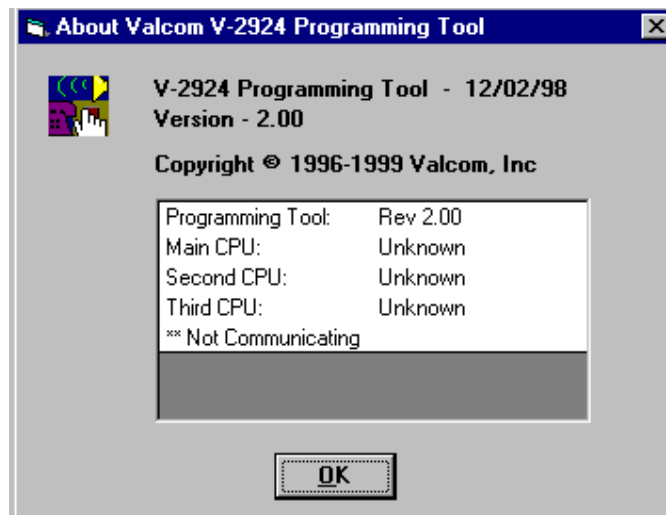 About Valcom V-2924 Programming Tool
V-2924 Programming Tool - 12/02/98
Version - 2.00
Copyright © 1996-1999 Valcom, Inc
Programming Tool: Rev 2.00
Main CPU: Unknown
Second CPU: Unknown
Third CPU: Unknown
** Not Communicating
OK